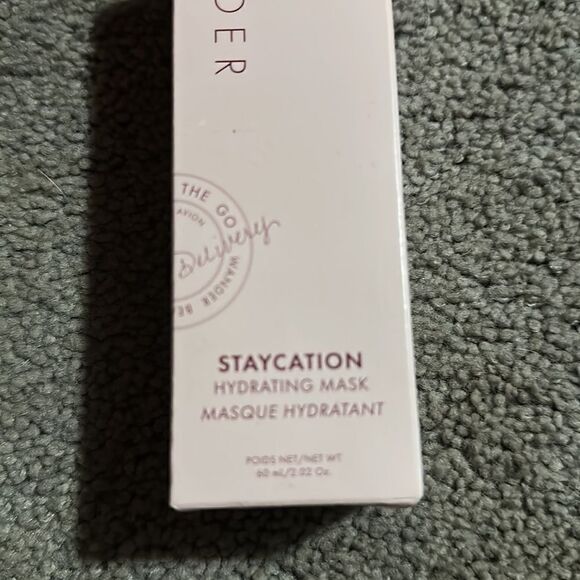 DER
THE GO
AVION
Delivery
WANDER BEA
STAYCATION
HYDRATING MASK
MASQUE HYDRATANT
POIDS NET/NET WT
60 mL/2.02 Oz.